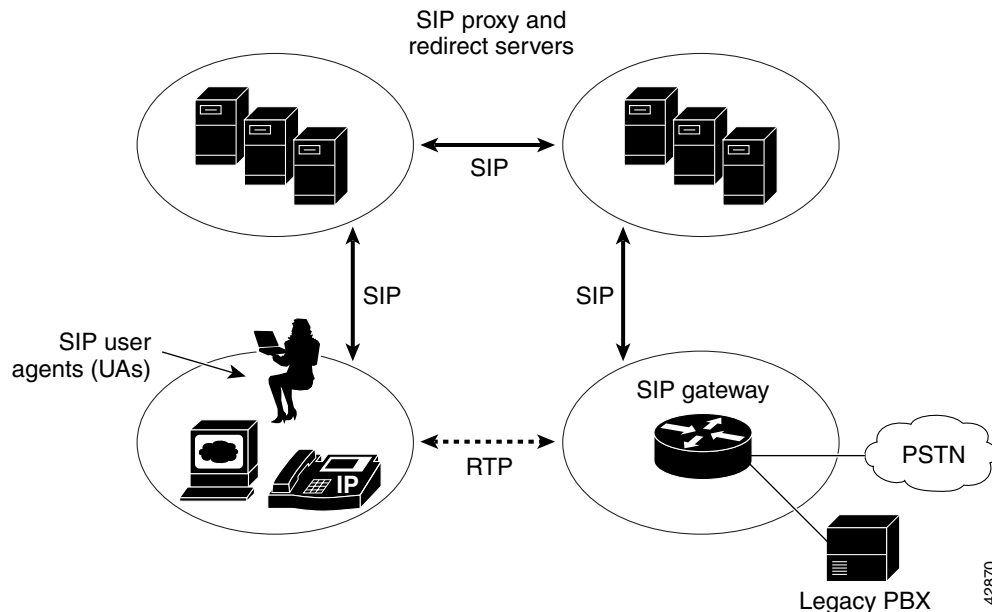 SIP proxy and
redirect servers
SIP
SIP
SIP
SIP user
agents (UAs)
SIP gateway
RTP
IP
PSTN
Legacy PBX
42870